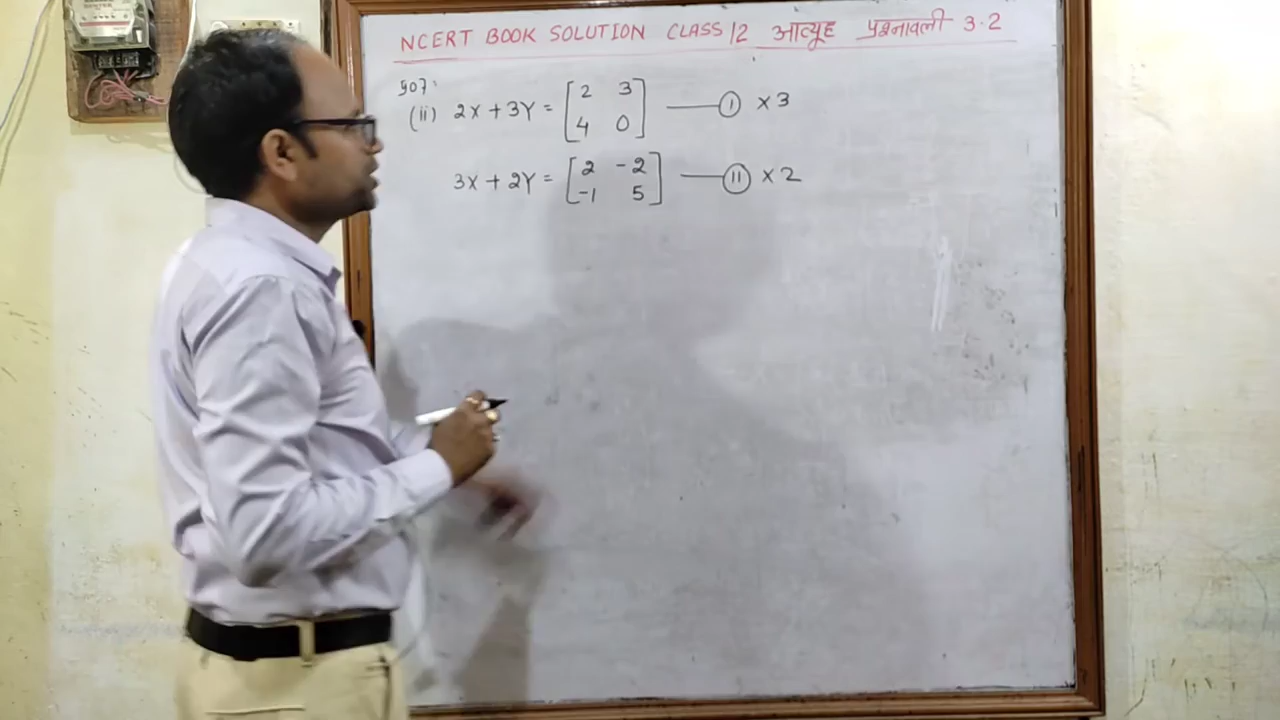 NCERT BOOK SOLUTION CLASS 12 आव्यूह प्रश्नावली 3.2
प्र07:
(ii) 2X + 3Y = [2 3 4 0] —— (I) × 3
3X + 2Y = [2 -2 -1 5] —— (II) × 2